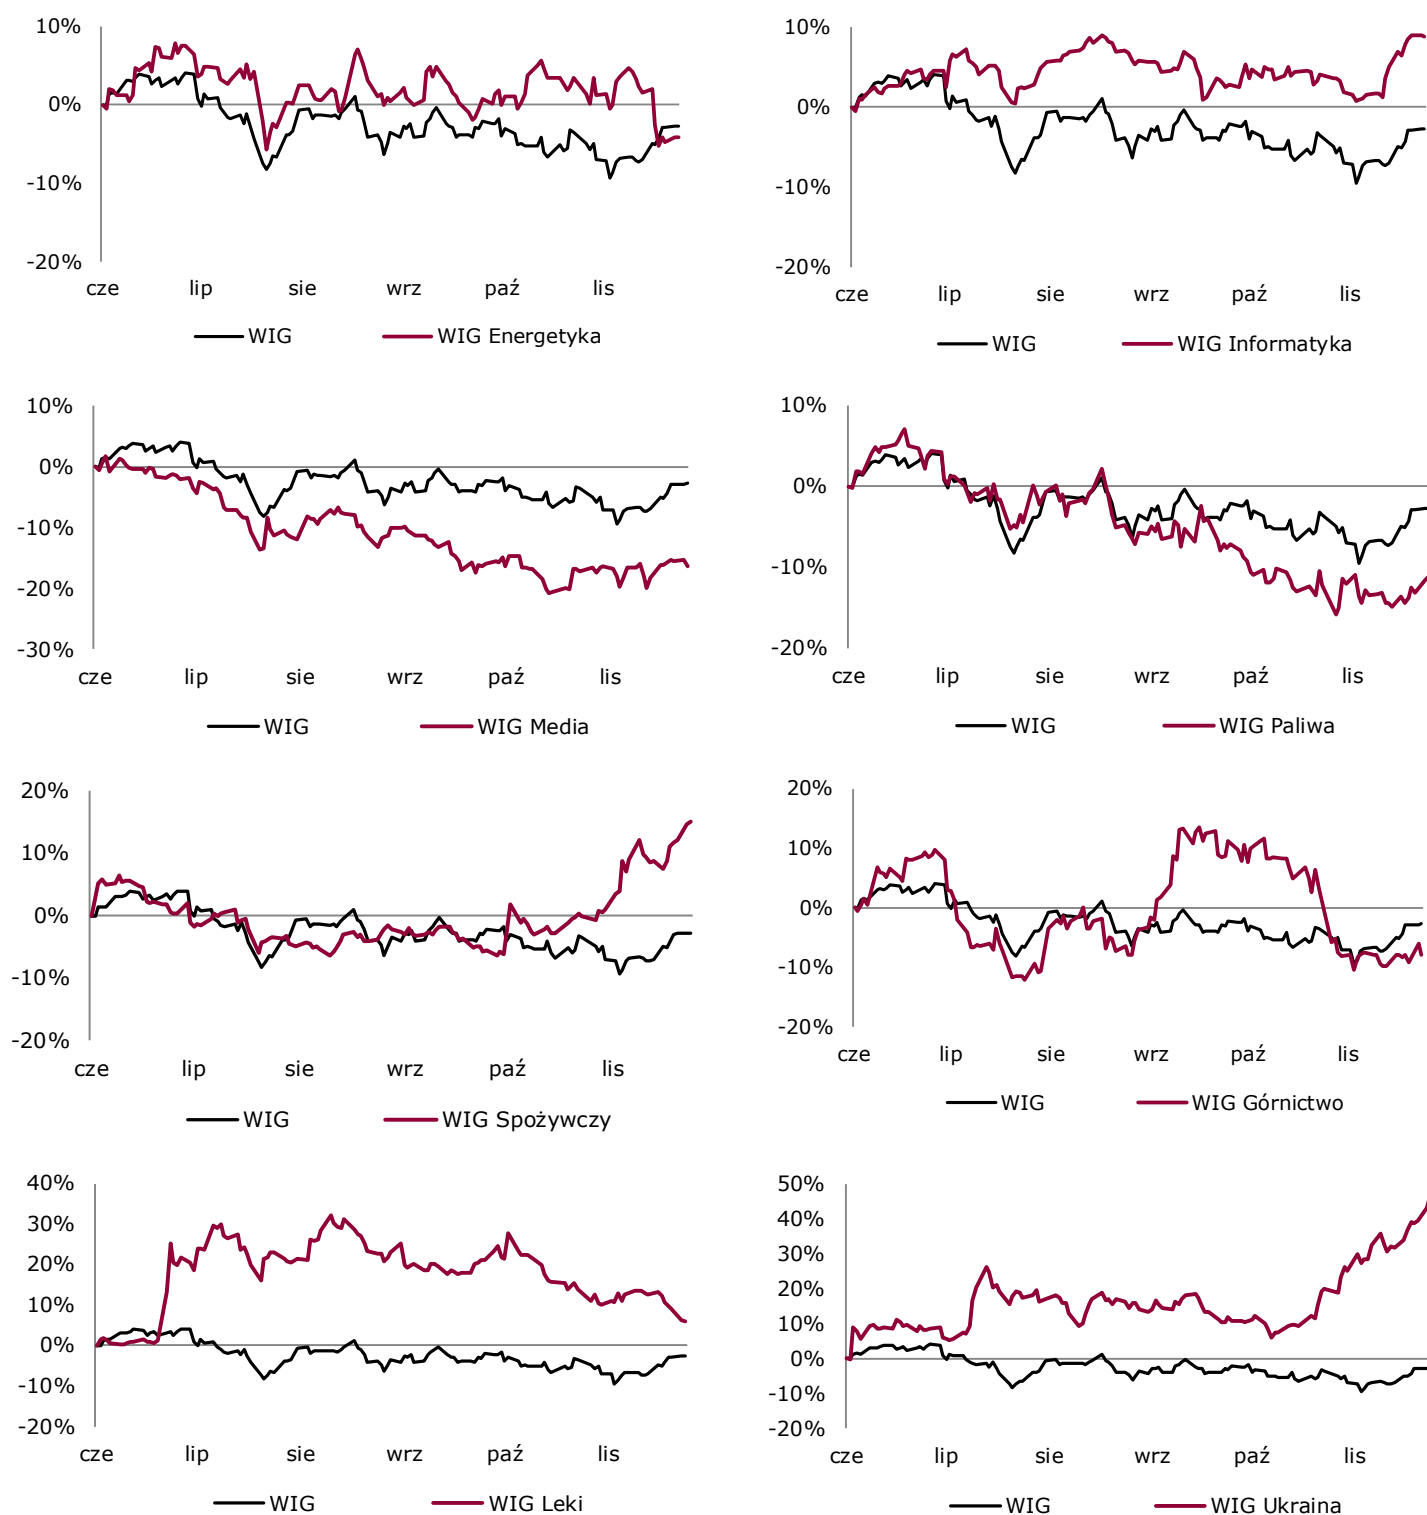 10%
0%
-10%
-20%
cze lip sie wrz paź lis
WIG WIG Energetyka
10%
0%
-10%
-20%
cze lip sie wrz paź lis
WIG WIG Informatyka
10%
0%
-10%
-20%
-30%
cze lip sie wrz paź lis
WIG WIG Media
10%
0%
-10%
-20%
cze lip sie wrz paź lis
WIG WIG Paliwa
20%
10%
0%
-10%
-20%
cze lip sie wrz paź lis
WIG WIG Spożywczy
20%
10%
0%
-10%
-20%
cze lip sie wrz paź lis
WIG WIG Górnictwo
40%
30%
20%
10%
0%
-10%
-20%
cze lip sie wrz paź lis
WIG WIG Leki
50%
40%
30%
20%
10%
0%
-10%
-20%
cze lip sie wrz paź lis
WIG WIG Ukraina